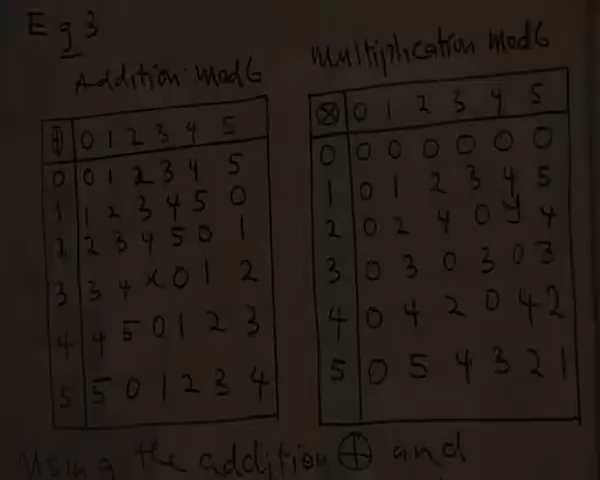 Eg 3
Addition mod 6
Multiplication mod 6
⊕ 0 1 2 3 4 5
0 0 1 2 3 4 5
1 1 2 3 4 5 0
2 2 3 4 5 0 1
3 3 4 x 0 1 2
4 4 5 0 1 2 3
5 5 0 1 2 3 4
⊗ 0 1 2 3 4 5
0 0 0 0 0 0 0
1 0 1 2 3 4 5
2 0 2 4 0 y 4
3 0 3 0 3 0 3
4 0 4 2 0 4 2
5 0 5 4 3 2 1
Using the addition ⊕ and